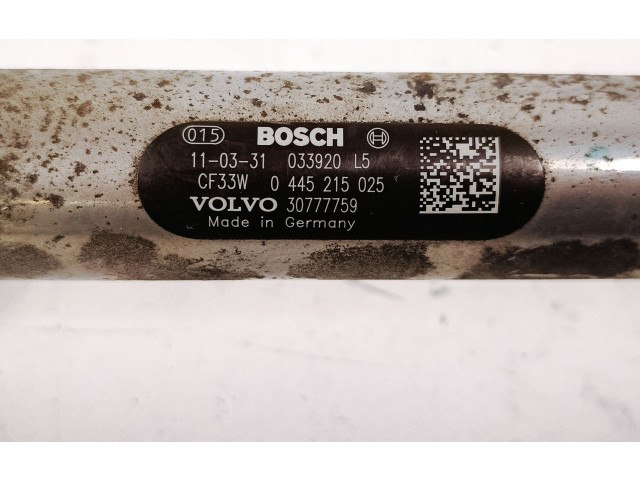 015 BOSCH
11-03-31 033920 L5
CF33W 0 445 215 025
VOLVO 30777759
Made in Germany